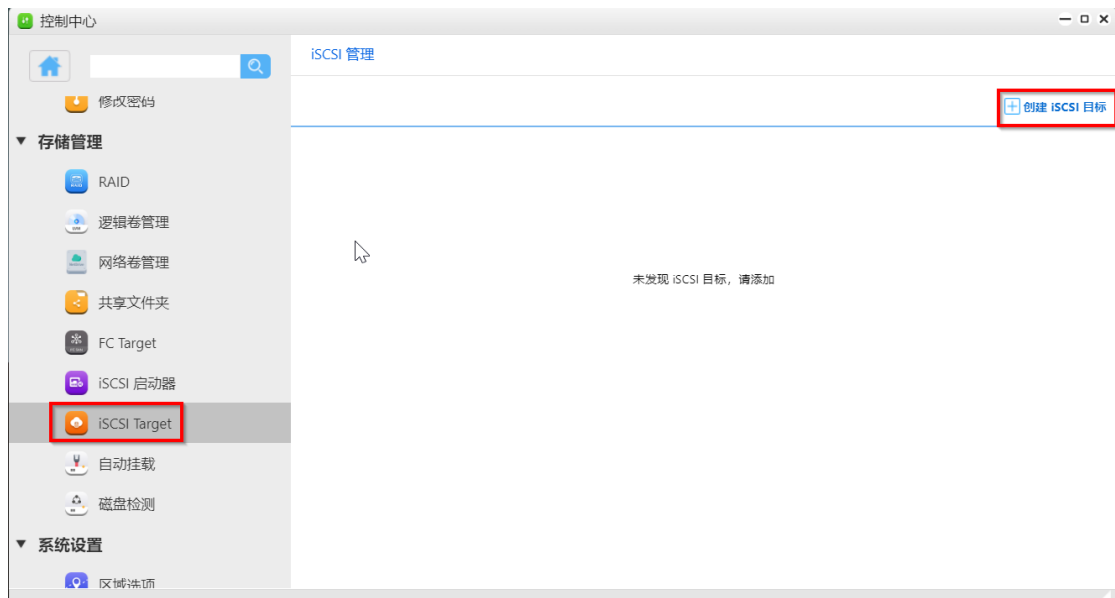 控制中心
iSCSI 管理
修改密码
创建 iSCSI 目标
存储管理
RAID
逻辑卷管理
网络卷管理
未发现 iSCSI 目标，请添加
共享文件夹
FC Target
iSCSI 启动器
iSCSI Target
自动挂载
磁盘检测
系统设置
区域选项